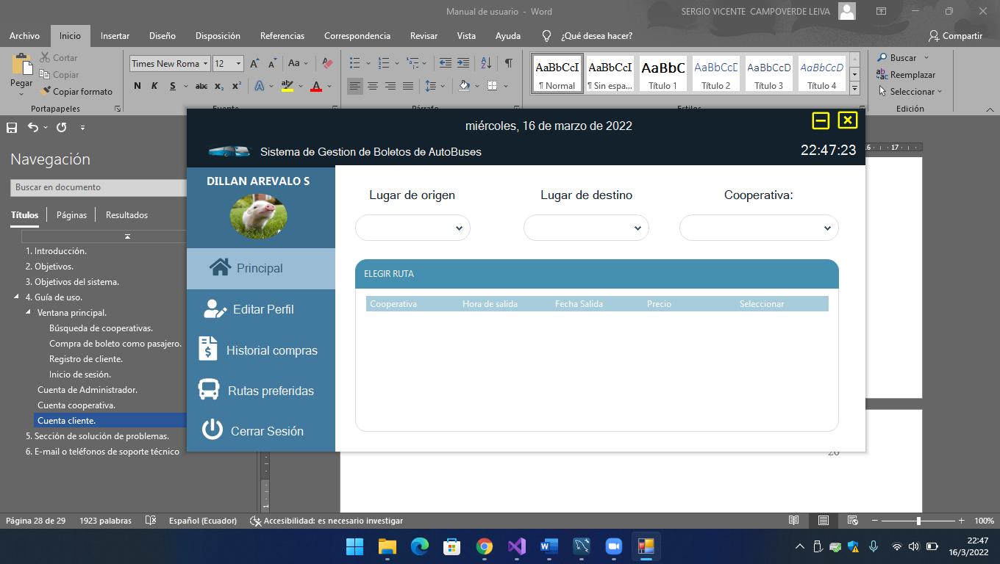 Manual de usuario - Word
SERGIO VICENTE CAMPOVERDE LEIVA
Archivo Inicio Insertar Diseño Disposición Referencias Correspondencia Revisar Vista Ayuda ¿Qué desea hacer? Compartir
Pegar
Cortar
Copiar
Copiar formato
Portapapeles
Times New Roma 12
Aa
N K S abc x₂ x²
AaBbCcI AaBbCcI AaBbC AaBbCcC AaBbCcD AaBbCcD
¶ Normal ¶ Sin espa... Título 1 Título 2 Título 3 Título 4
Buscar
Reemplazar
Seleccionar
Edición
Navegación
Buscar en documento
Títulos Páginas Resultados
1. Introducción.
2. Objetivos.
3. Objetivos del sistema.
4. Guía de uso.
Ventana principal.
Búsqueda de cooperativas.
Compra de boleto como pasajero.
Registro de cliente.
Inicio de sesión.
Cuenta de Administrador.
Cuenta cooperativa.
Cuenta cliente.
5. Sección de solución de problemas.
6. E-mail o teléfonos de soporte técnico
miércoles, 16 de marzo de 2022
Sistema de Gestion de Boletos de AutoBuses
22:47:23
DILLAN AREVALO S
Principal
Editar Perfil
Historial compras
Rutas preferidas
Cerrar Sesión
Lugar de origen Lugar de destino Cooperativa:
ELEGIR RUTA
Cooperativa Hora de salida Fecha Salida Precio Seleccionar
17
Página 28 de 29 1923 palabras Español (Ecuador) Accesibilidad: es necesario investigar 100%
22:47
16/3/2022